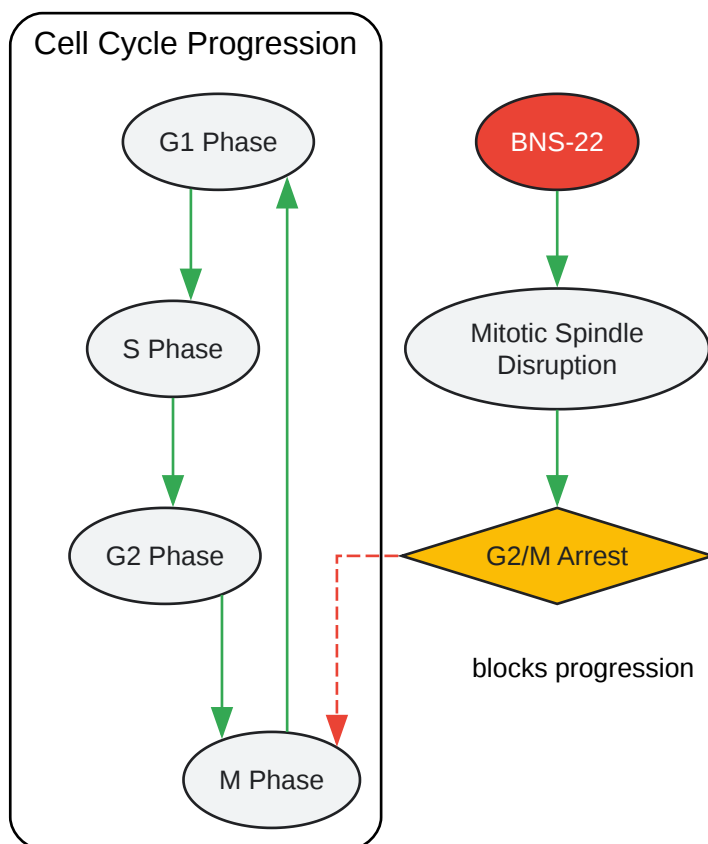 Cell Cycle Progression
G1 Phase
S Phase
G2 Phase
M Phase
BNS-22
Mitotic Spindle
Disruption
G2/M Arrest
blocks progression